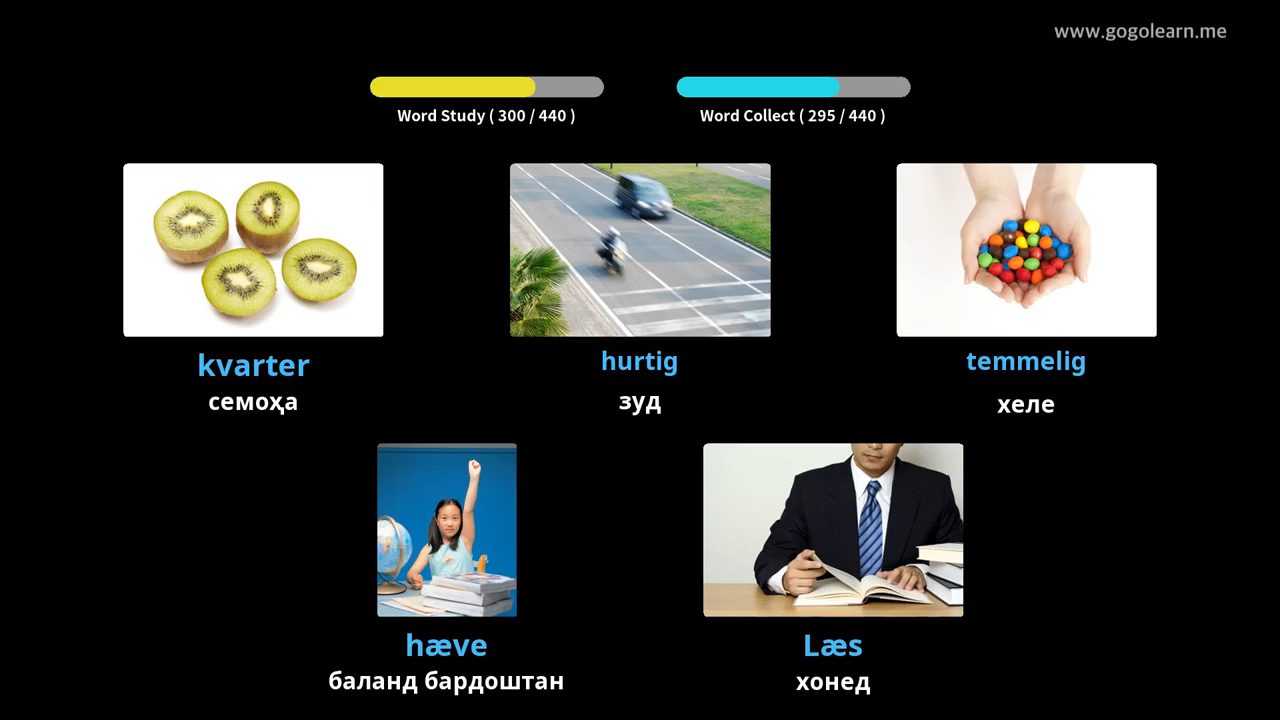 www.gogolearn.me
Word Study ( 300 / 440 )
Word Collect ( 295 / 440 )
kvarter
семоҳа
hurtig
зуд
temmelig
хеле
hæve
баланд бардоштан
Læs
хонед